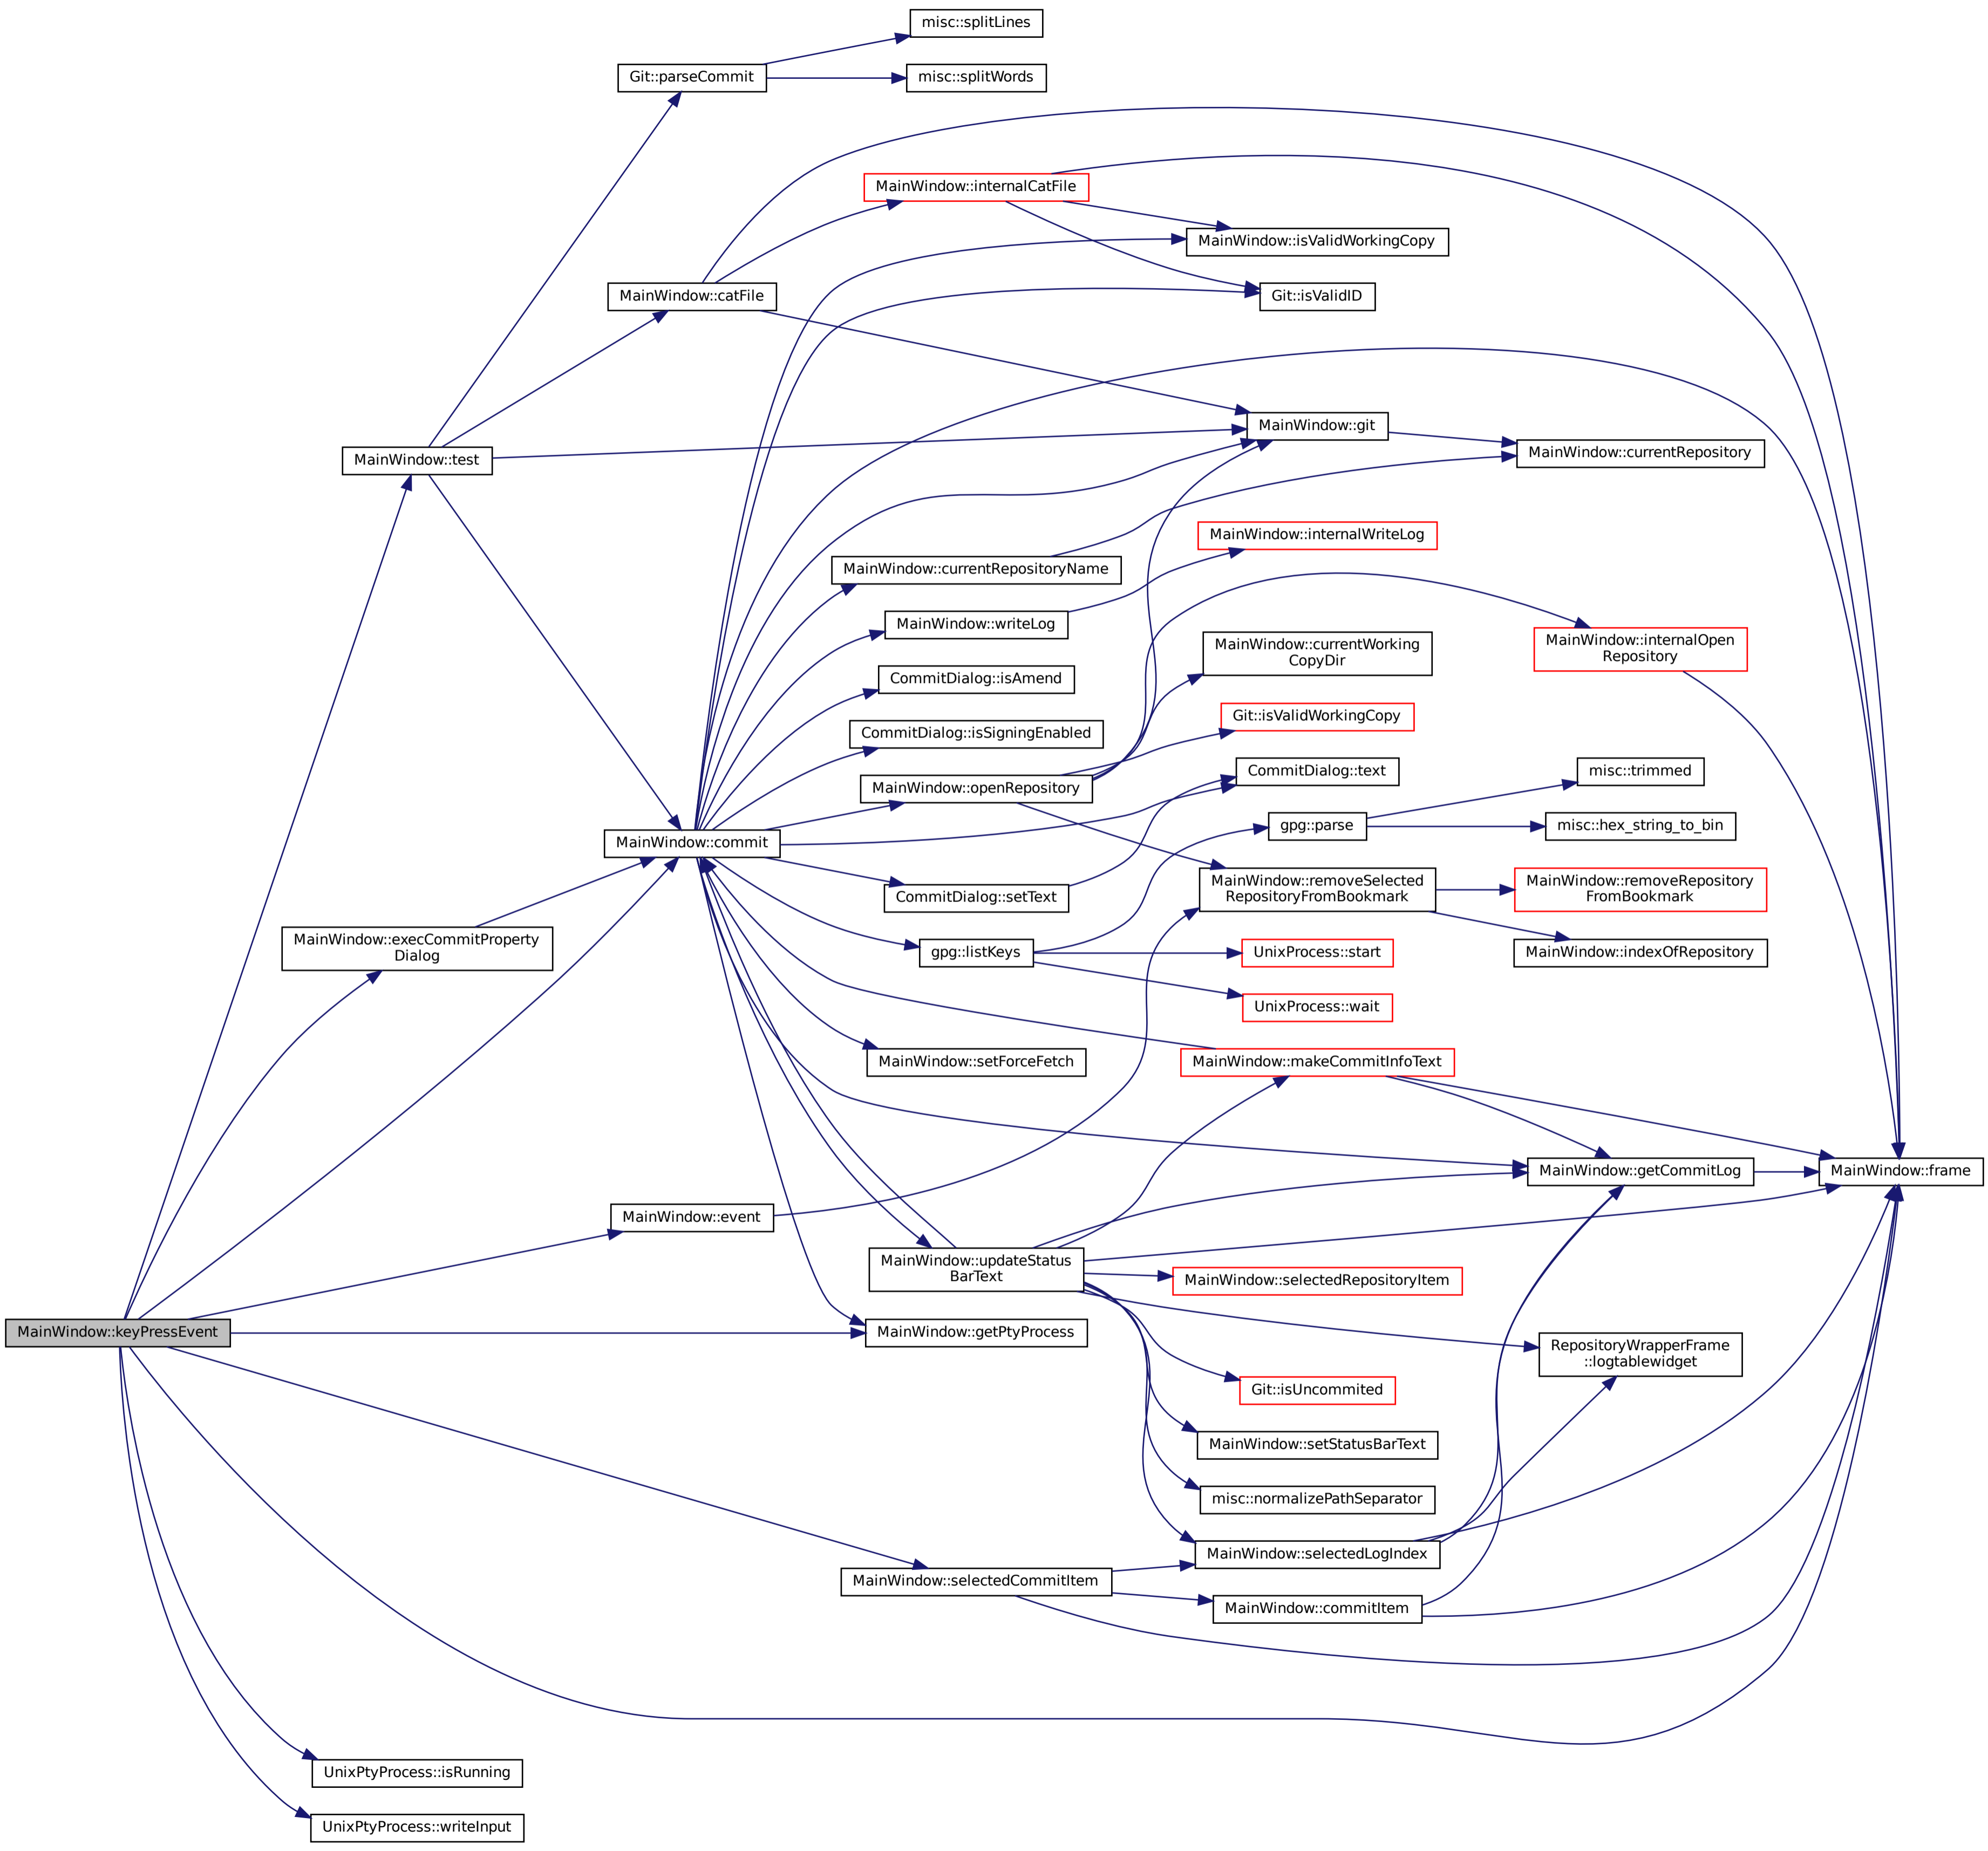 misc::splitLines
Git::parseCommit
misc::splitWords
MainWindow::internalCatFile
MainWindow::isValidWorkingCopy
MainWindow::catFile
Git::isValidID
MainWindow::git
MainWindow::currentRepository
MainWindow::test
MainWindow::internalWriteLog
MainWindow::currentRepositoryName
MainWindow::writeLog
MainWindow::internalOpen
Repository
MainWindow::currentWorking
CopyDir
CommitDialog::isAmend
Git::isValidWorkingCopy
CommitDialog::isSigningEnabled
CommitDialog::text
misc::trimmed
MainWindow::openRepository
gpg::parse
misc::hex_string_to_bin
MainWindow::commit
MainWindow::removeSelected
RepositoryFromBookmark
MainWindow::removeRepository
FromBookmark
CommitDialog::setText
MainWindow::execCommitProperty
Dialog
gpg::listKeys
UnixProcess::start
MainWindow::indexOfRepository
UnixProcess::wait
MainWindow::setForceFetch
MainWindow::makeCommitInfoText
MainWindow::getCommitLog
MainWindow::frame
MainWindow::event
MainWindow::updateStatus
BarText
MainWindow::selectedRepositoryItem
MainWindow::keyPressEvent
MainWindow::getPtyProcess
RepositoryWrapperFrame
::logtablewidget
Git::isUncommited
MainWindow::setStatusBarText
misc::normalizePathSeparator
MainWindow::selectedLogIndex
MainWindow::selectedCommitItem
MainWindow::commitItem
UnixPtyProcess::isRunning
UnixPtyProcess::writeInput